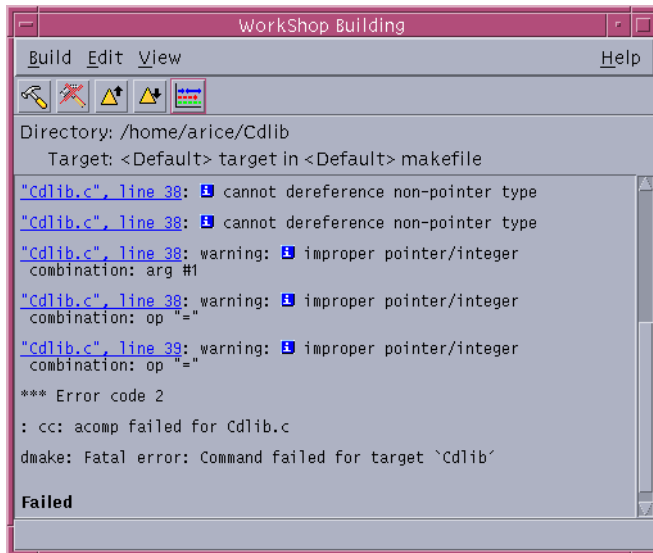 WorkShop Building
Build Edit View Help
Directory: /home/arice/Cdlib
Target: <Default> target in <Default> makefile
"Cdlib.c", line 38: i cannot dereference non-pointer type
"Cdlib.c", line 38: i cannot dereference non-pointer type
"Cdlib.c", line 38: warning: i improper pointer/integer
combination: arg #1
"Cdlib.c", line 38: warning: i improper pointer/integer
combination: op "="
"Cdlib.c", line 39: warning: i improper pointer/integer
combination: op "="
*** Error code 2
: cc: acomp failed for Cdlib.c
dmake: Fatal error: Command failed for target `Cdlib´
Failed